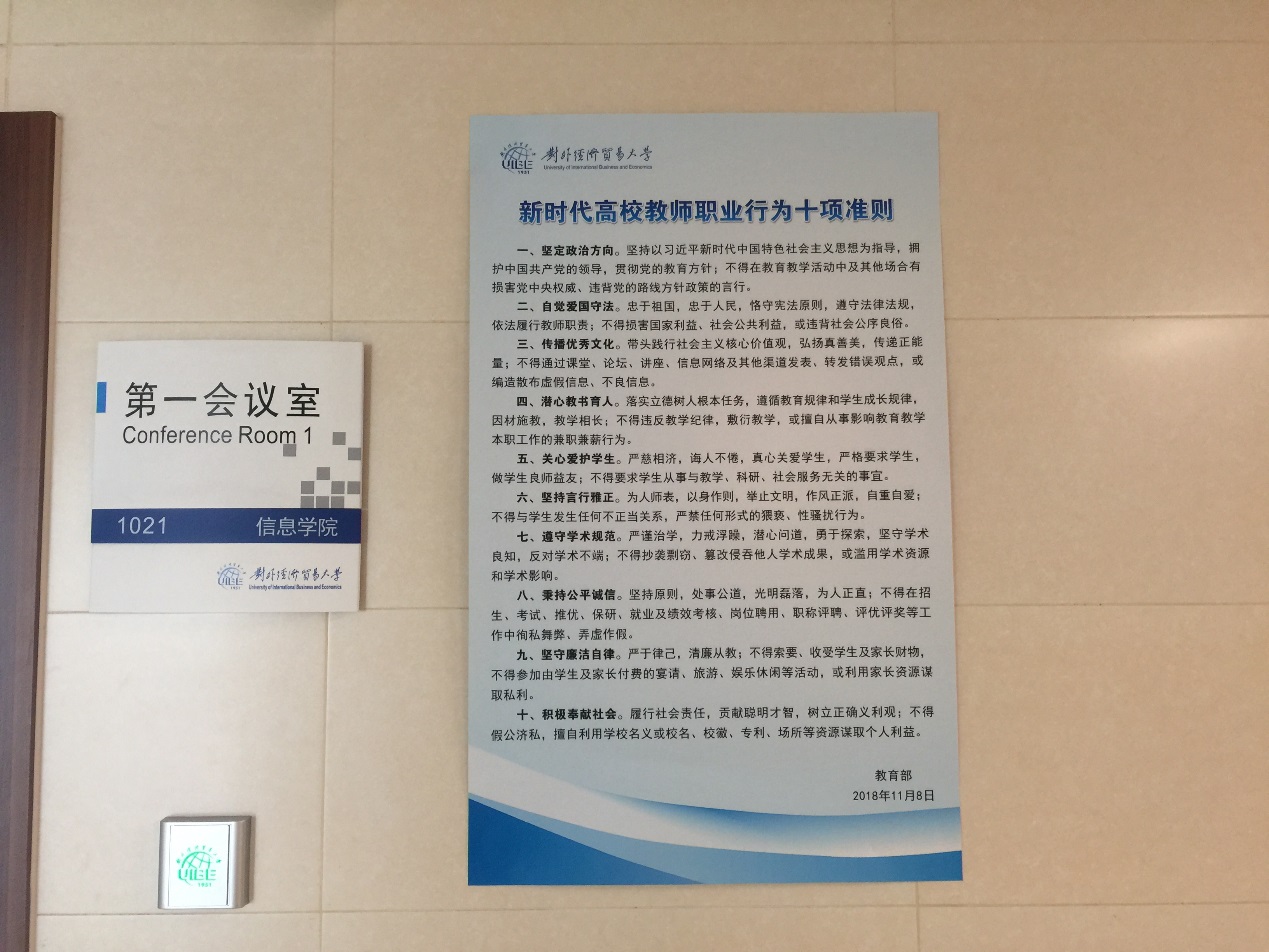 第一会议室
Conference Room 1
1021 信息学院
UIBE
1951
對外经济贸易大学
University of International Business and Economics
UIBE
1951
對外经济贸易大学
University of International Business and Economics
新时代高校教师职业行为十项准则
一、坚定政治方向。坚持以习近平新时代中国特色社会主义思想为指导，拥
护中国共产党的领导，贯彻党的教育方针；不得在教育教学活动中及其他场合有
损害党中央权威、违背党的路线方针政策的言行。
二、自觉爱国守法。忠于祖国，忠于人民，恪守宪法原则，遵守法律法规，
依法履行教师职责；不得损害国家利益、社会公共利益，或违背社会公序良俗。
三、传播优秀文化。带头践行社会主义核心价值观，弘扬真善美，传递正能
量；不得通过课堂、论坛、讲座、信息网络及其他渠道发表、转发错误观点，或
编造散布虚假信息、不良信息。
四、潜心教书育人。落实立德树人根本任务，遵循教育规律和学生成长规律，
因材施教，教学相长；不得违反教学纪律，敷衍教学，或擅自从事影响教育教学
本职工作的兼职兼薪行为。
五、关心爱护学生。严慈相济，诲人不倦，真心关爱学生，严格要求学生，
做学生良师益友；不得要求学生从事与教学、科研、社会服务无关的事宜。
六、坚持言行雅正。为人师表，以身作则，举止文明，作风正派，自重自爱；
不得与学生发生任何不正当关系，严禁任何形式的猥亵、性骚扰行为。
七、遵守学术规范。严谨治学，力戒浮躁，潜心问道，勇于探索，坚守学术
良知，反对学术不端；不得抄袭剽窃、篡改侵吞他人学术成果，或滥用学术资源
和学术影响。
八、秉持公平诚信。坚持原则，处事公道，光明磊落，为人正直；不得在招
生、考试、推优、保研、就业及绩效考核、岗位聘用、职称评聘、评优评奖等工
作中徇私舞弊、弄虚作假。
九、坚守廉洁自律。严于律己，清廉从教；不得索要、收受学生及家长财物，
不得参加由学生及家长付费的宴请、旅游、娱乐休闲等活动，或利用家长资源谋
取私利。
十、积极奉献社会。履行社会责任，贡献聪明才智，树立正确义利观；不得
假公济私，擅自利用学校名义或校名、校徽、专利、场所等资源谋取个人利益。
教育部
2018年11月8日
UIBE
1951